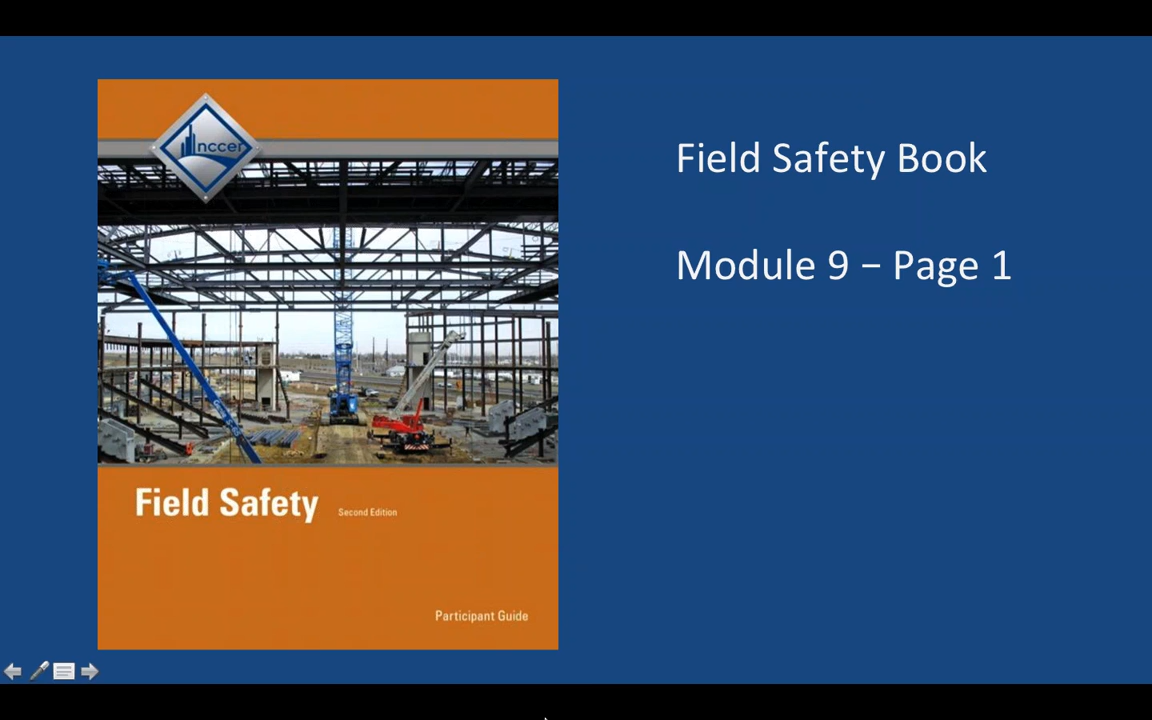 nccer
Field Safety Book
Module 9 – Page 1
Field Safety Second Edition
Participant Guide